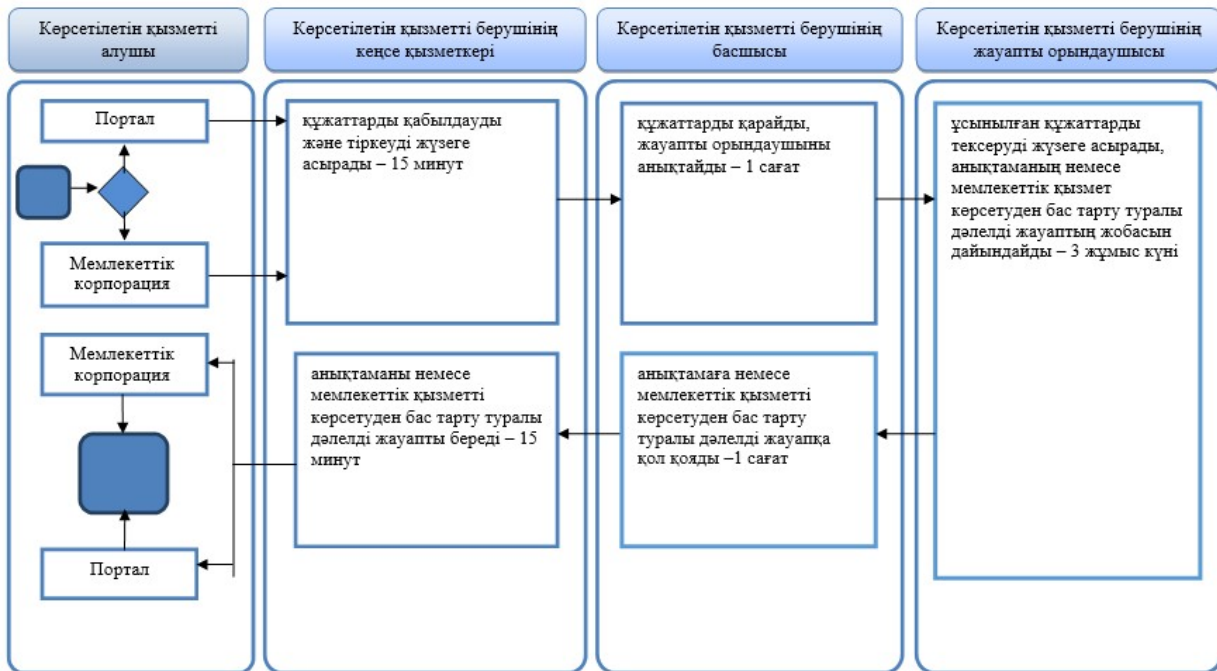 Көрсетілетін қызметті
алушы
Көрсетілетін қызметті берушінің
кеңсе қызметкері
Көрсетілетін қызметті берушінің
басшысы
Көрсетілетін қызметті берушінің
жауапты орындаушысы
Портал
Мемлекеттік
корпорация
құжаттарды қабылдауды
және тіркеуді жүзеге
асырады – 15 минут
құжаттарды қарайды,
жауапты орындаушыны
анықтайды – 1 сағат
ұсынылған құжаттарды
тексеруді жүзеге асырады,
анықтаманың немесе
мемлекеттік қызмет
көрсетуден бас тарту туралы
дәлелді жауаптың жобасын
дайындайды – 3 жұмыс күні
Мемлекеттік
корпорация
Портал
анықтаманы немесе
мемлекеттік қызметті
көрсетуден бас тарту туралы
дәлелді жауапты береді – 15
минут
анықтамаға немесе
мемлекеттік қызметті
көрсетуден бас тарту
туралы дәлелді жауапқа
қол қояды –1 сағат